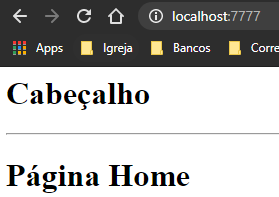 localhost:7777
Apps Igreja Bancos Corre
Cabeçalho
Página Home